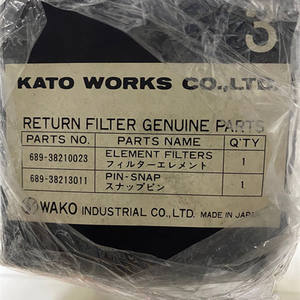 3
KATO WORKS CO.,LTD.
RETURN FILTER GENUINE PARTS
PARTS NO. PARTS NAME Q'TY
689-38210023 ELEMENT FILTERS 1
フィルターエレメント
689-38213011 PIN-SNAP 1
スナップピン
WAKO INDUSTRIAL CO., LTD. MADE IN JAPAN